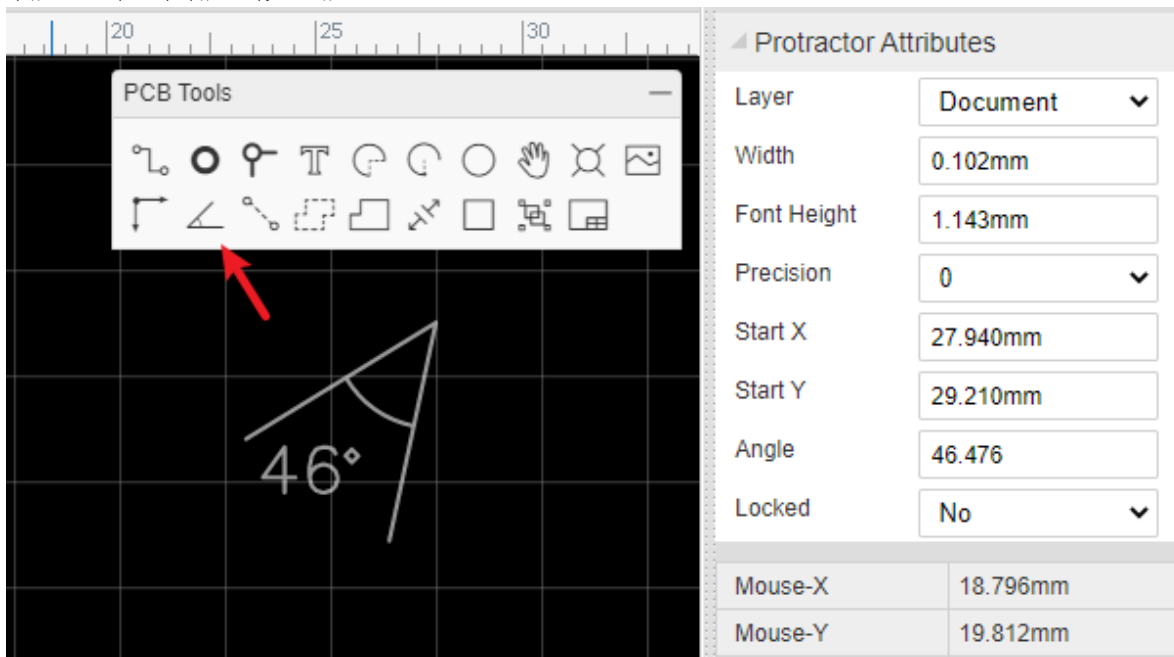 20
25
30
PCB Tools
46°
Protractor Attributes
Layer Document
Width 0.102mm
Font Height 1.143mm
Precision 0
Start X 27.940mm
Start Y 29.210mm
Angle 46.476
Locked No
Mouse-X 18.796mm
Mouse-Y 19.812mm